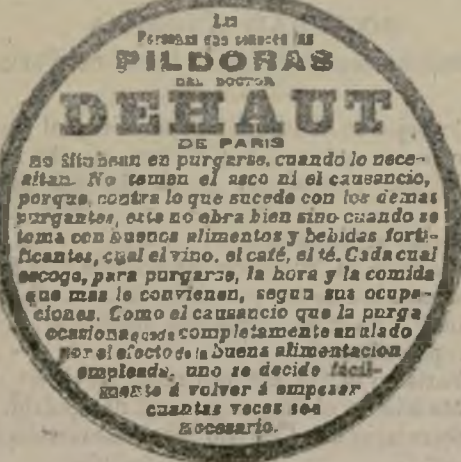 Las
Personas que conocen las
PILDORAS
DEL DOCTOR
DEHAUT
DE PARIS
no titubean en purgarse, cuando lo nece-
sitan. No temen el asco ni el causancio,
porque, contra lo que sucede con los demas
purgantes, este no obra bien sino cuando se
toma con buenos alimentos y bebidas forti-
ficantes, cual el vino, el café, el té. Cada cual
escoge, para purgarse, la hora y la comida
que mas le convienen, segun sus ocupa-
ciones. Como el causancio que la purga
ocasiona queda completamente anulado
por el efecto de la buena alimentacion
empleada, uno se decide fácil-
mente á volver á empezar
cuantas veces sea
necesario.